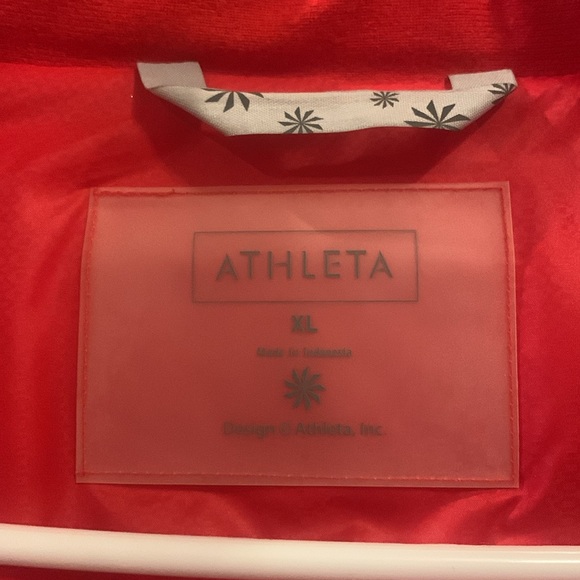 ATHLETA
XL
Made in Indonesia
Design © Athleta, Inc.